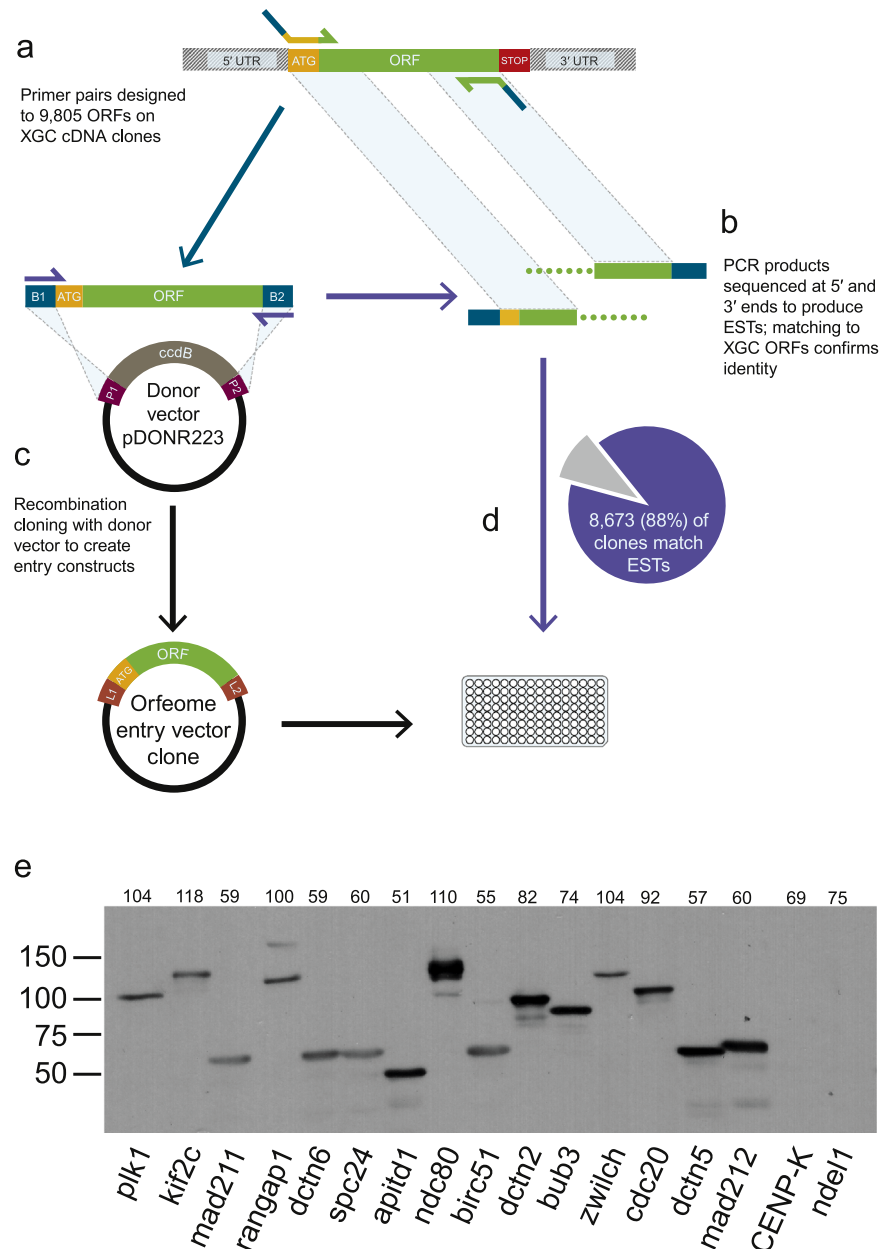 a
5′ UTR
ATG
ORF
STOP
3′ UTR
Primer pairs designed
to 9,805 ORFs on
XGC cDNA clones
b
PCR products
sequenced at 5′ and
3′ ends to produce
ESTs; matching to
XGC ORFs confirms
identity
B1
ATG
ORF
B2
ccdB
P1
P2
Donor
vector
pDONR223
c
Recombination
cloning with donor
vector to create
entry constructs
d
8,673 (88%) of
clones match
ESTs
L1
ATG
ORF
L2
Orfeome
entry vector
clone
e
104 118 59 100 59 60 51 110 55 82 74 104 92 57 60 69 75
150
100
75
50
plk1 kif2c mad211 rangap1 dctn6 spc24 apitd1 ndc80 birc51 dctn2 bub3 zwilch cdc20 dctn5 mad212 CENP-K ndel1